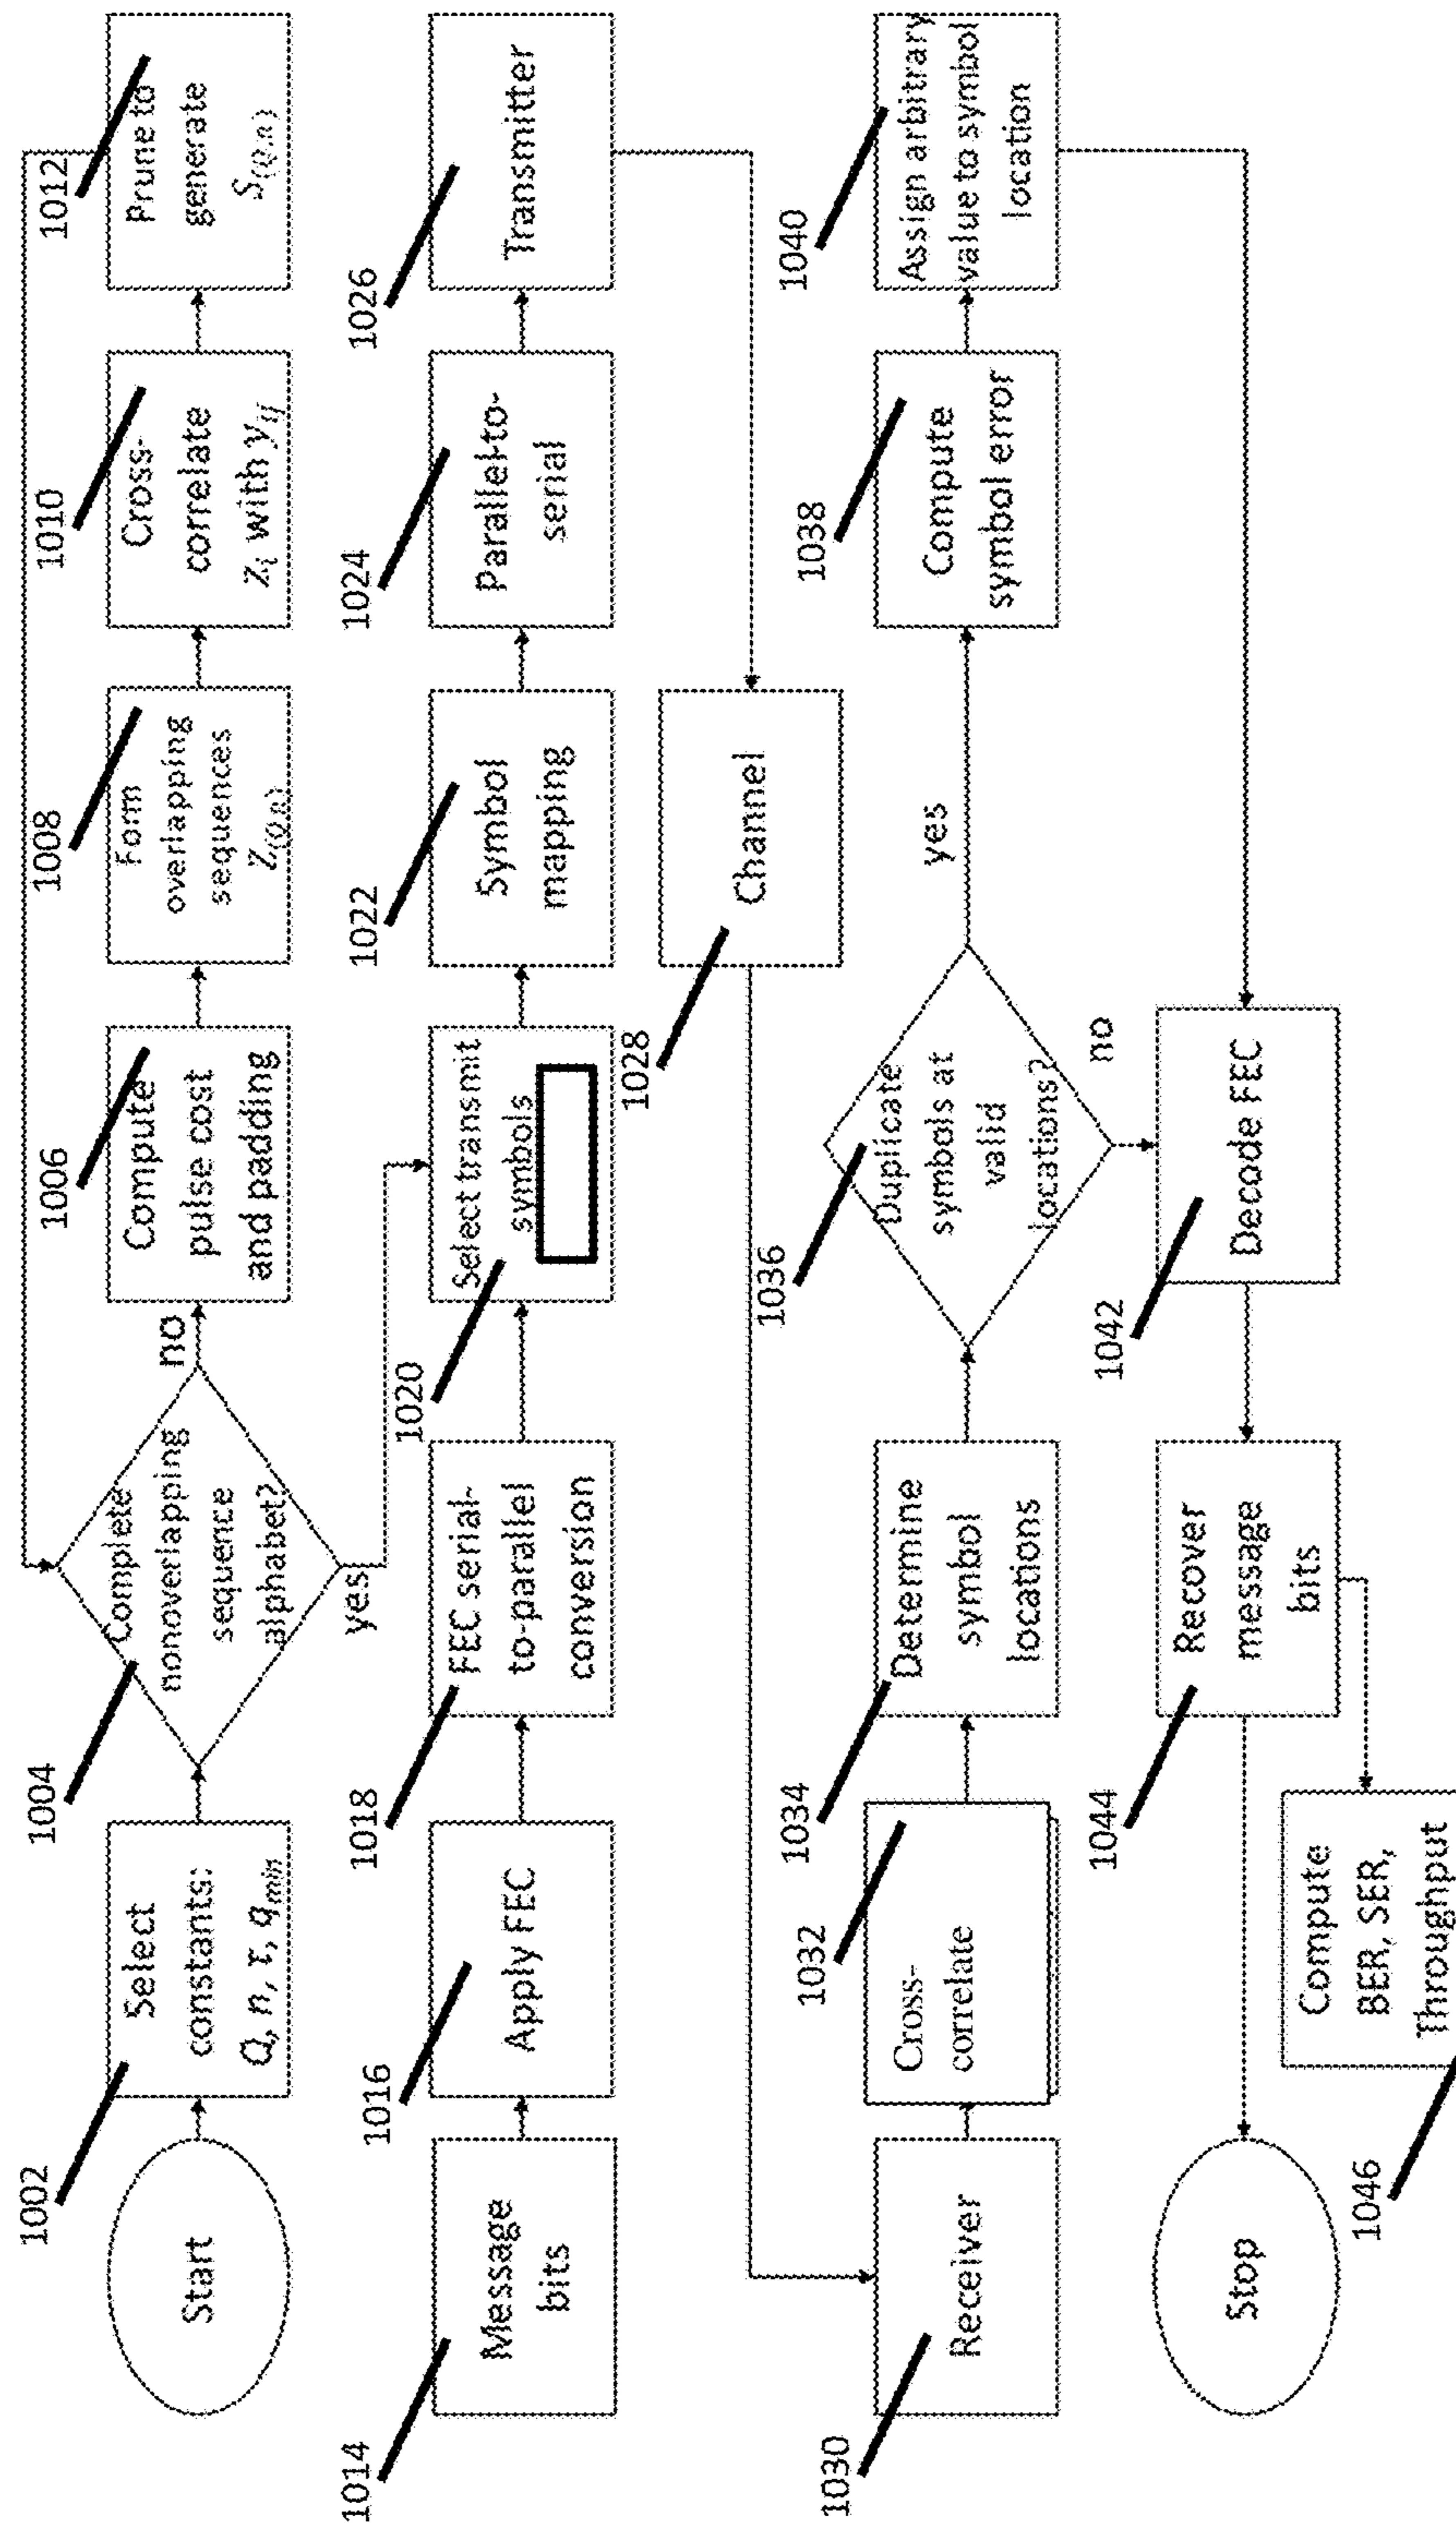 Start
1002
Select
constants:
Q, n, τ, q_min
1004
Complete
nonoverlapping
sequence
alphabet?
no
yes
1006
Compute
pulse cost
and padding
1008
Form
overlapping
sequences
Z(Q,n)
1010
Cross-
correlate
z_i with y_ij
1012
Prune to
generate
S(Q,n)
1014
Message
bits
1016
Apply FEC
1018
FEC serial-
to-parallel
conversion
1020
Select transmit
symbols
1022
Symbol
mapping
1024
Parallel-to-
serial
1026
Transmitter
1028
Channel
1030
Receiver
1032
Cross-
correlate
1034
Determine
symbol
locations
1036
Duplicate
symbols at
valid
locations?
yes
no
1038
Compute
symbol error
1040
Assign arbitrary
value to symbol
location
1042
Decode FEC
1044
Recover
message
bits
Stop
1046
Compute
BER, SER,
Throughput